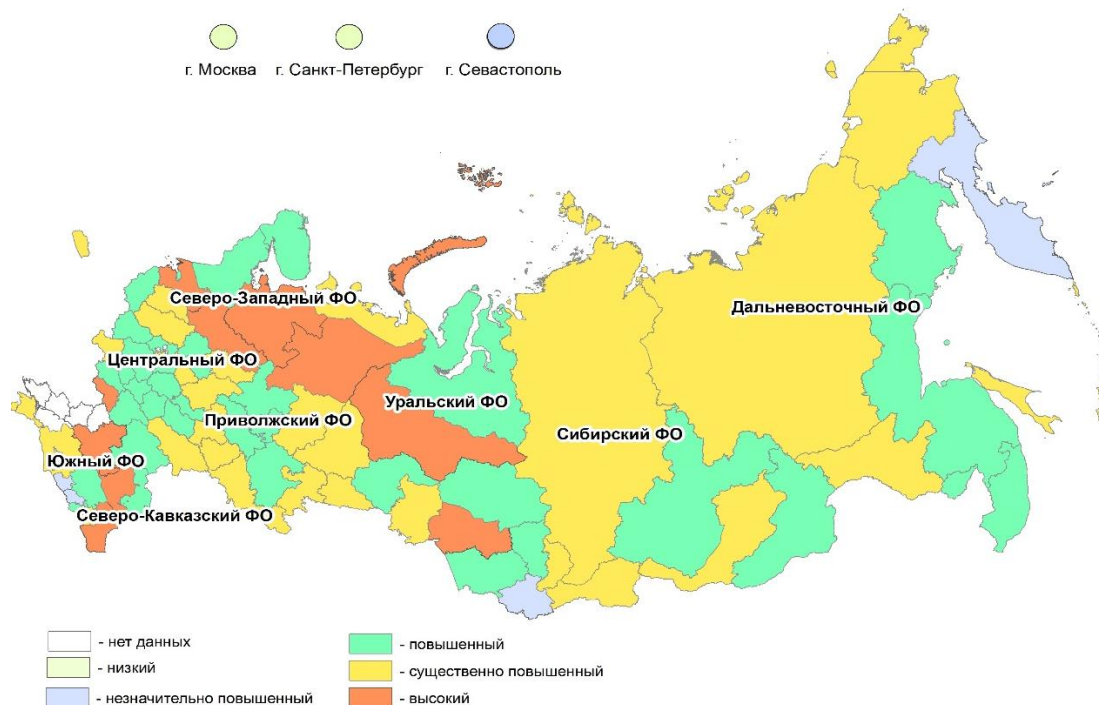 г. Москва г. Санкт-Петербург г. Севастополь
Северо-Западный ФО
Дальневосточный ФО
Центральный ФО
Уральский ФО
Приволжский ФО
Сибирский ФО
Южный ФО
Северо-Кавказский ФО
- нет данных
- низкий
- незначительно повышенный
- повышенный
- существенно повышенный
- высокий